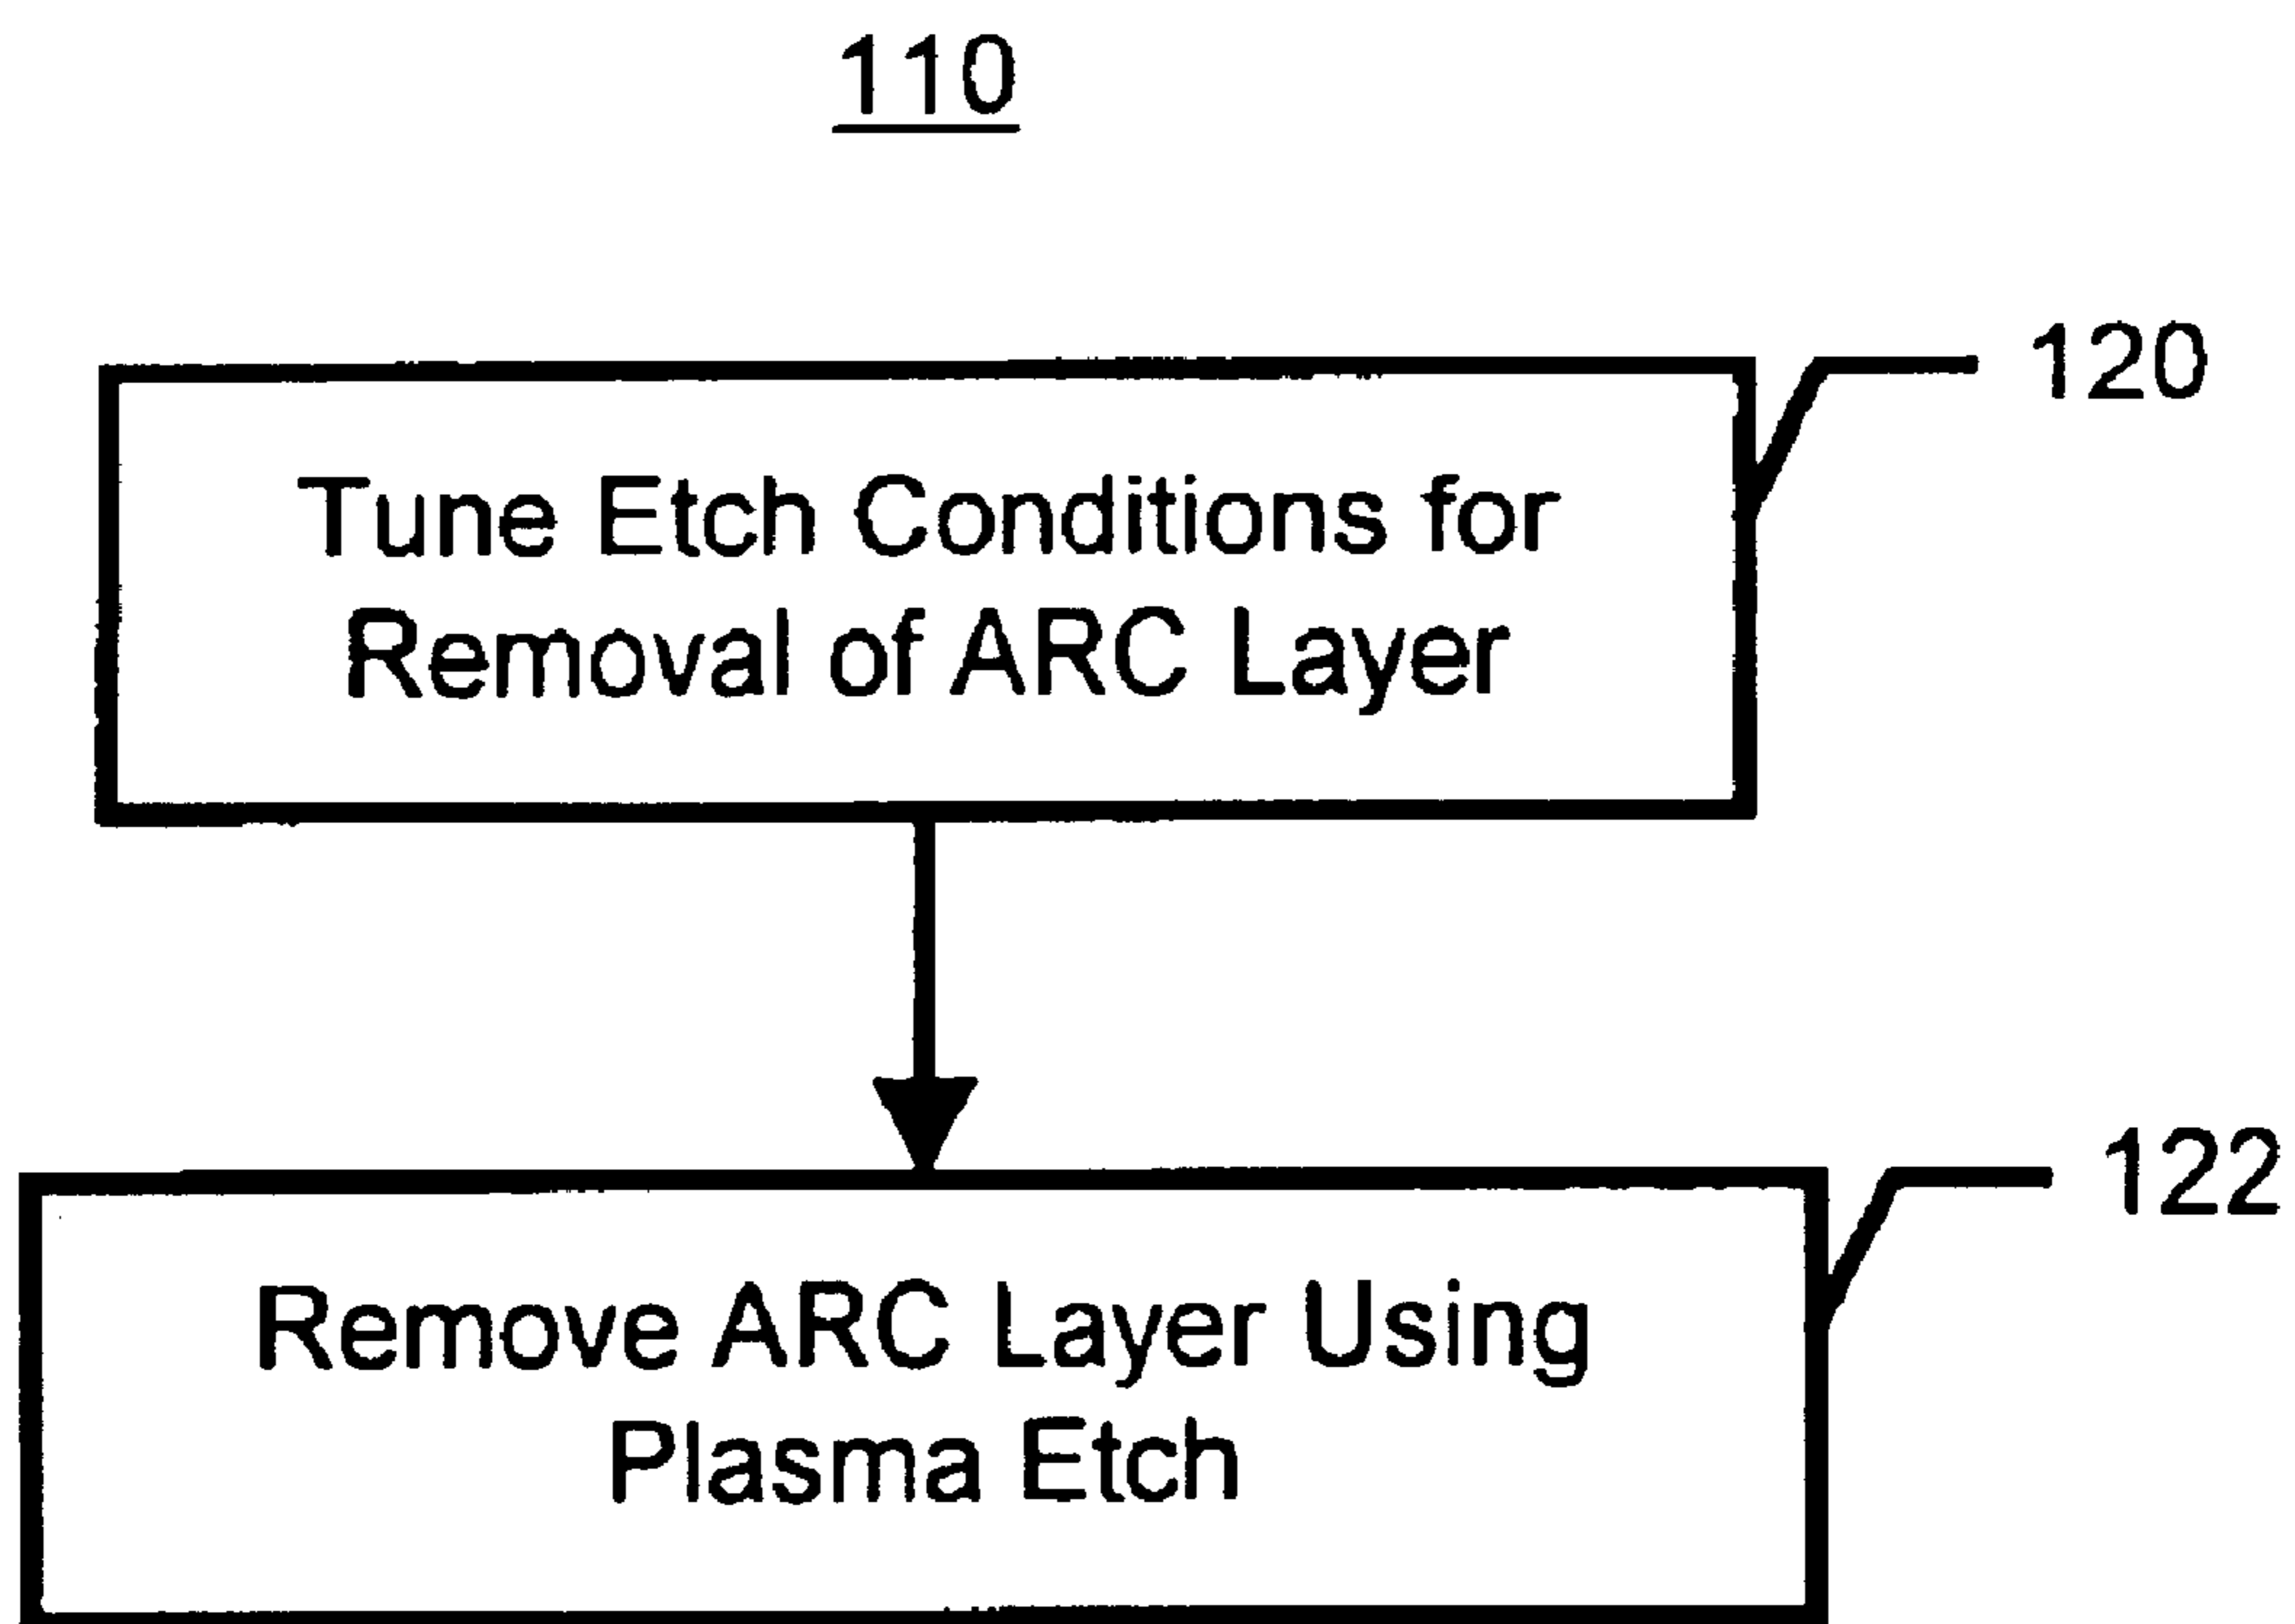 110
120
Tune Etch Conditions for
Removal of ARC Layer
122
Remove ARC Layer Using
Plasma Etch